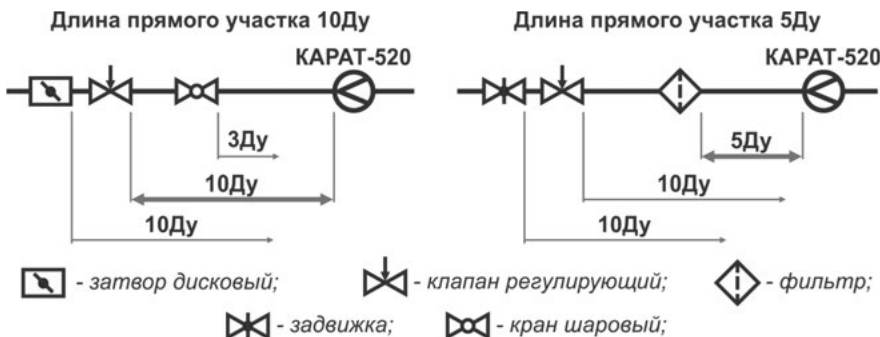 Длина прямого участка 10Ду
Длина прямого участка 5Ду
КАРАТ-520
КАРАТ-520
3Ду
10Ду
10Ду
5Ду
10Ду
10Ду
- затвор дисковый;
- клапан регулирующий;
- фильтр;
- задвижка;
- кран шаровый;